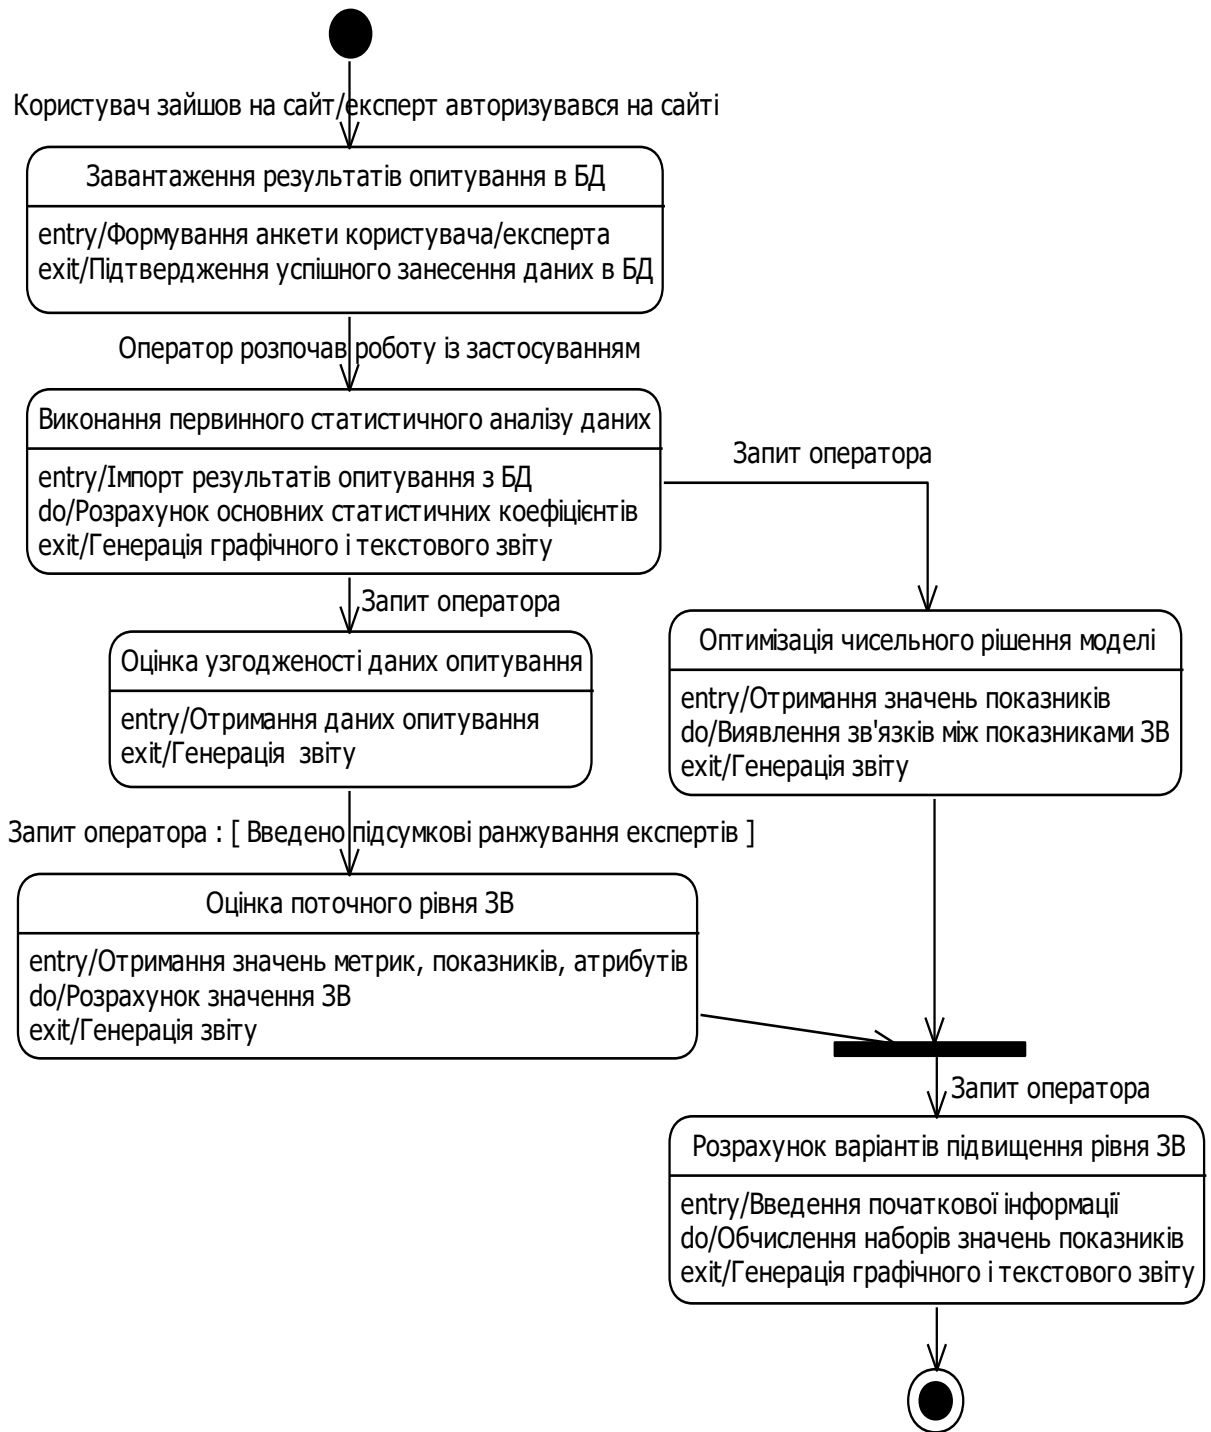 Користувач зайшов на сайт/експерт авторизувався на сайті
Завантаження результатів опитування в БД
entry/Формування анкети користувача/експерта
exit/Підтвердження успішного занесення даних в БД
Оператор розпочав роботу із застосуванням
Виконання первинного статистичного аналізу даних
entry/Імпорт результатів опитування з БД
do/Розрахунок основних статистичних коефіцієнтів
exit/Генерація графічного і текстового звіту
Запит оператора
Запит оператора
Оцінка узгодженості даних опитування
entry/Отримання даних опитування
exit/Генерація  звіту
Оптимізація чисельного рішення моделі
entry/Отримання значень показників
do/Виявлення зв'язків між показниками ЗВ
exit/Генерація звіту
Запит оператора : [ Введено підсумкові ранжування експертів ]
Оцінка поточного рівня ЗВ
entry/Отримання значень метрик, показників, атрибутів
do/Розрахунок значення ЗВ
exit/Генерація звіту
Запит оператора
Розрахунок варіантів підвищення рівня ЗВ
entry/Введення початкової інформації
do/Обчислення наборів значень показників
exit/Генерація графічного і текстового звіту